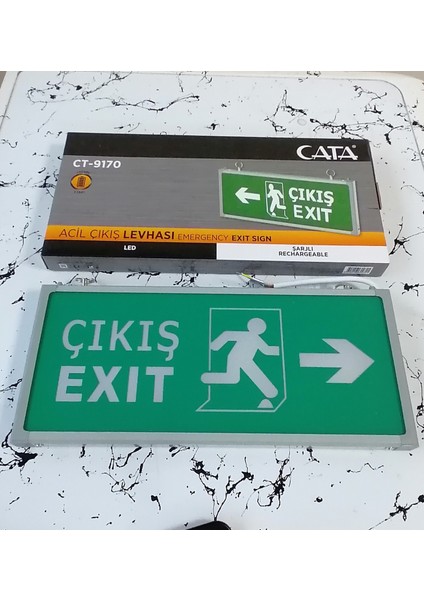 CT-9170
CATA
ÇIKIŞ
EXIT
ACİL ÇIKIŞ LEVHASI EMERGENCY EXIT SIGN
LED
ŞARJLI
RECHARGEABLE
ÇIKIŞ
EXIT